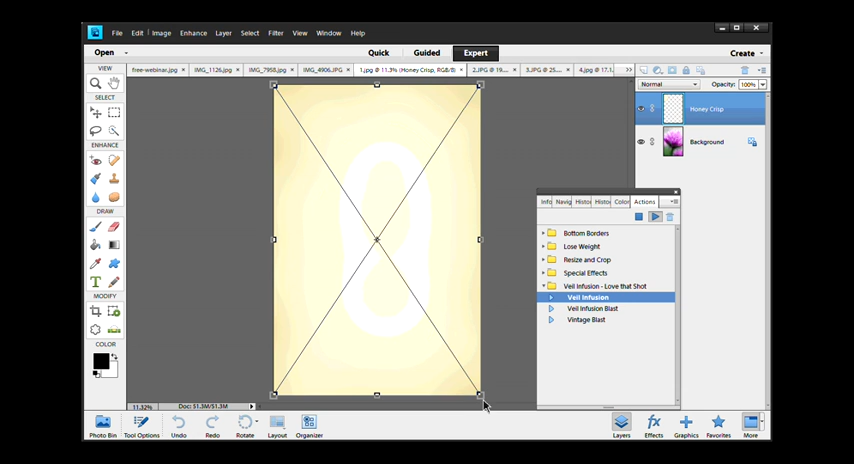 File Edit Image Enhance Layer Select Filter View Window Help
Open Quick Guided Expert Create
VIEW free-webinar.jpg × IMG_1126.jpg × IMG_7958.jpg × IMG_4906.JPG × 1.jpg @ 11.3% (Honey Crisp, RGB/8) × 2.JPG @ 19.... × 3.JPG @ 25.... × 4.jpg @ 17.1. »
Normal Opacity: 100%
SELECT
Honey Crisp
Background
ENHANCE
Info Navig Histo Histo Color Actions
DRAW
Bottom Borders
Lose Weight
Resize and Crop
Special Effects
Veil Infusion - Love that Shot
Veil Infusion
Veil Infusion Blast
Vintage Blast
T
MODIFY
COLOR
11.32% Doc: 51.3M/51.3M
Photo Bin Tool Options Undo Redo Rotate Layout Organizer Layers Effects Graphics Favorites More